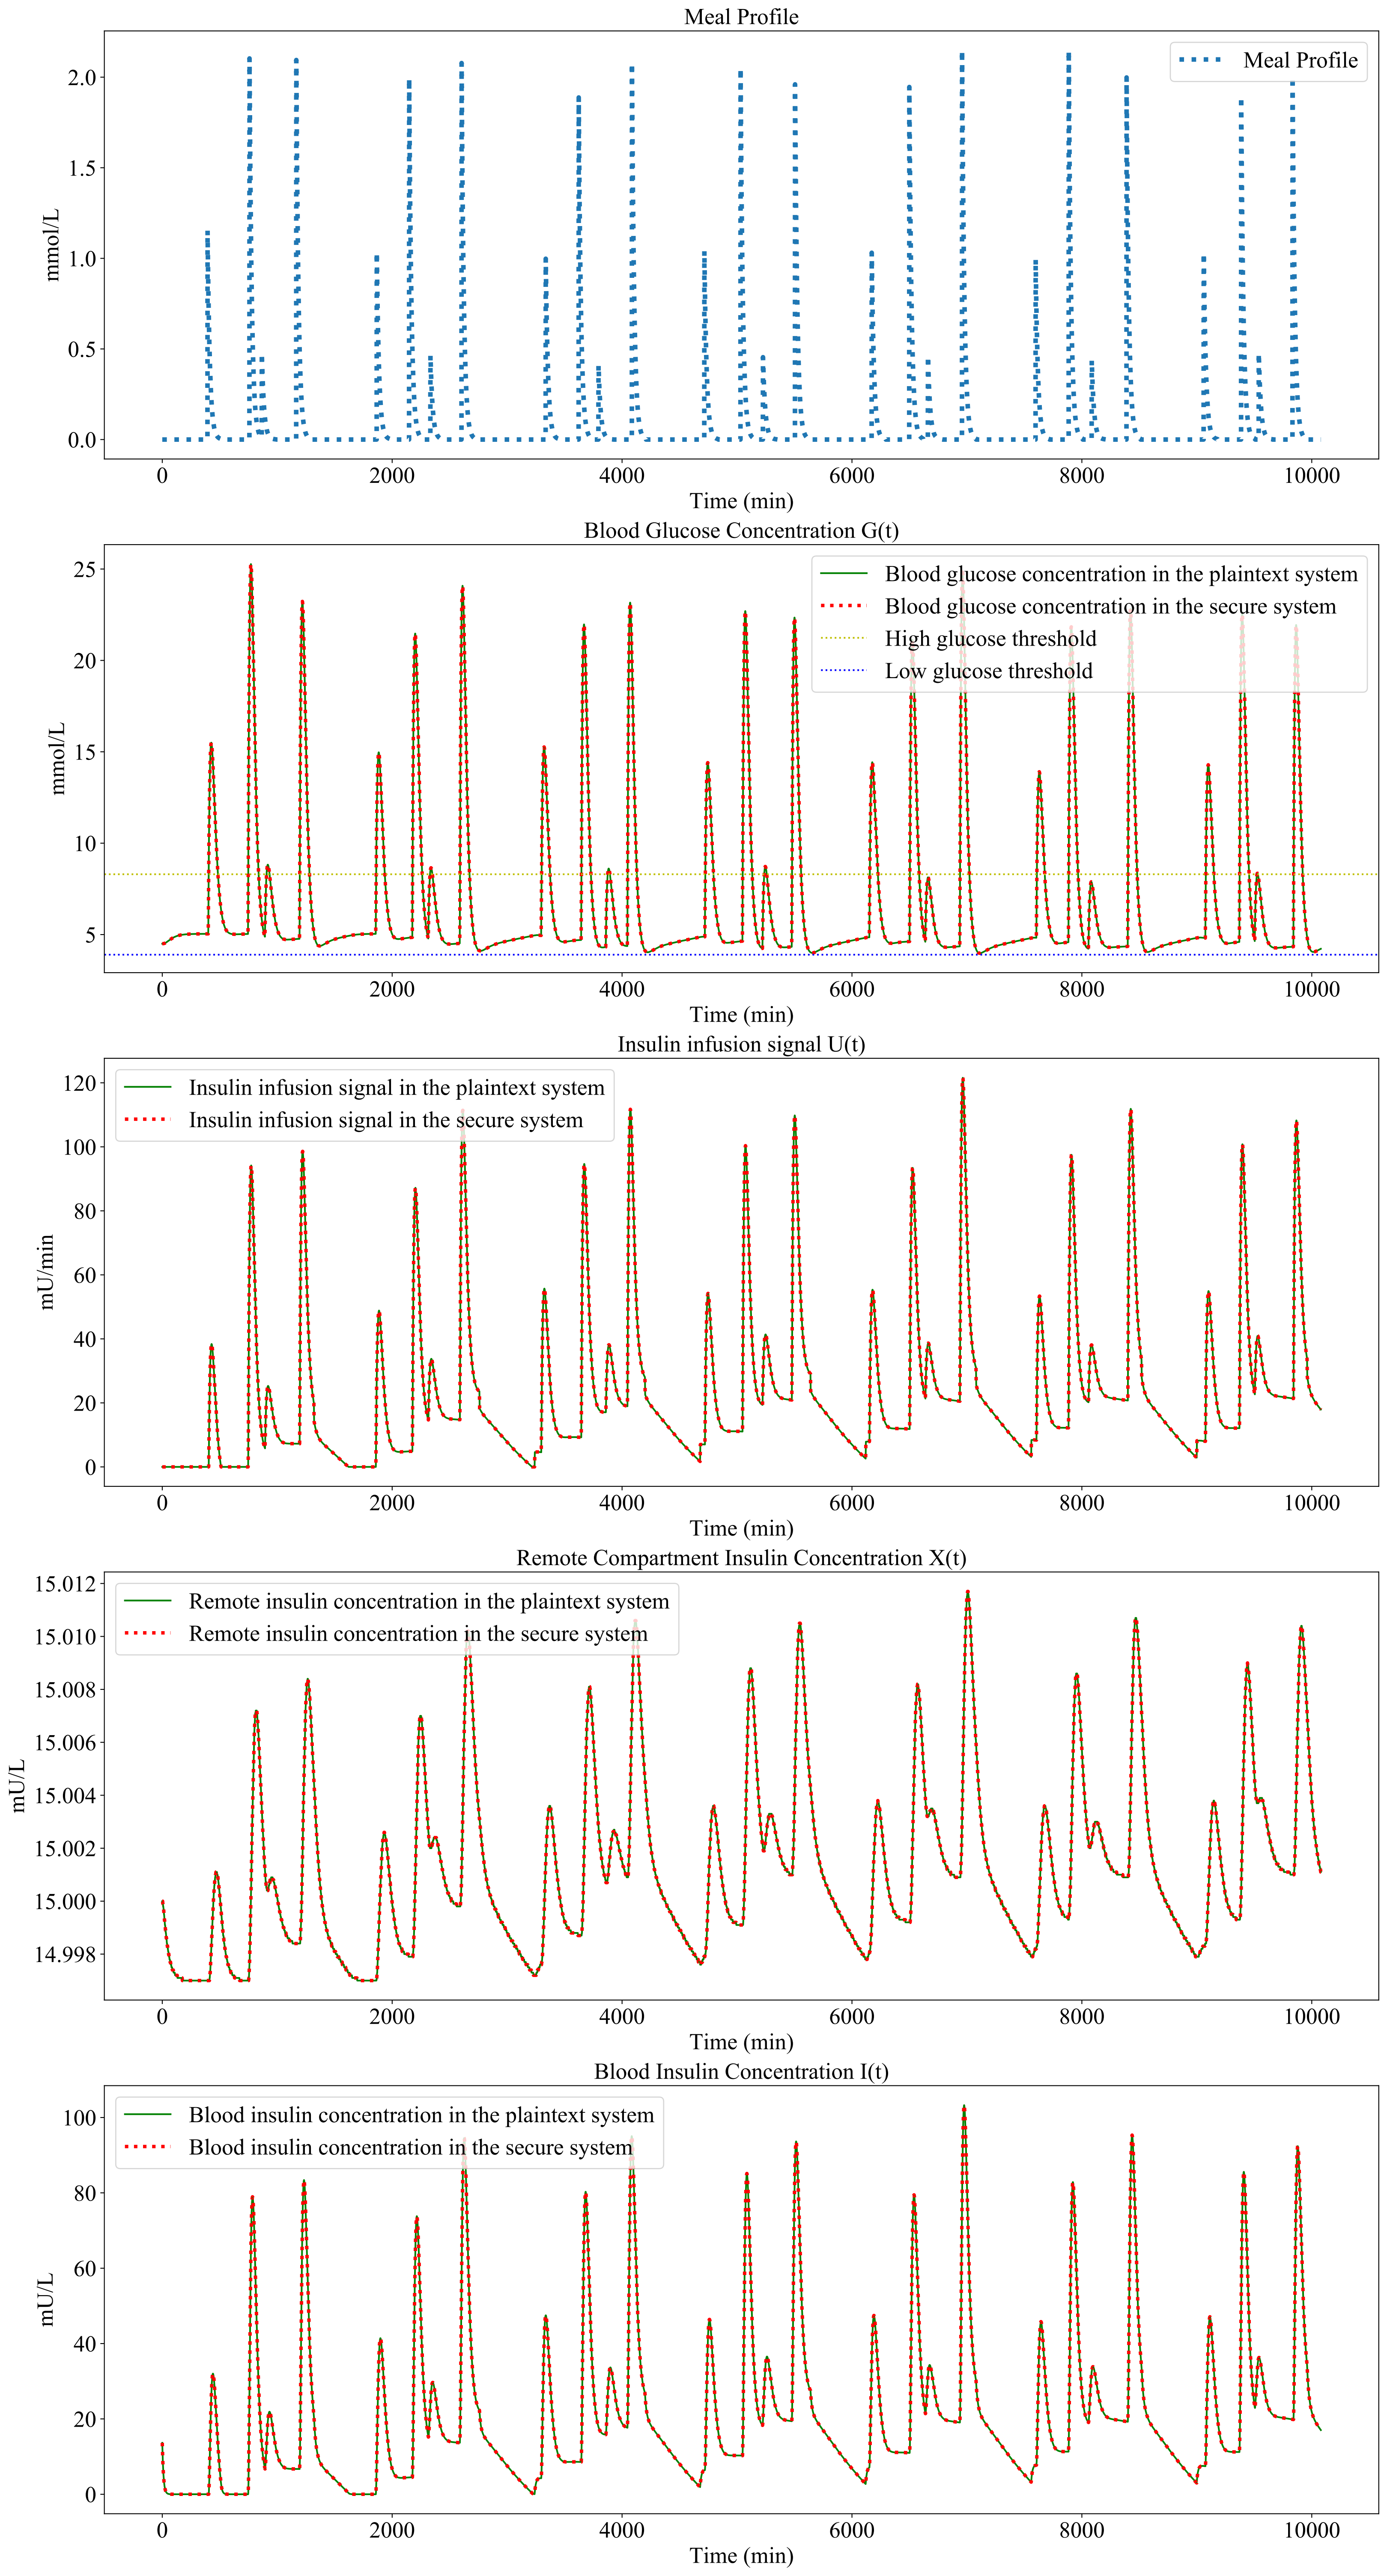 Meal Profile
Meal Profile
mmol/L
2.0
1.5
1.0
0.5
0.0
0 2000 4000 6000 8000 10000
Time (min)
Blood Glucose Concentration G(t)
Blood glucose concentration in the plaintext system
Blood glucose concentration in the secure system
High glucose threshold
Low glucose threshold
mmol/L
25
20
15
10
5
0 2000 4000 6000 8000 10000
Time (min)
Insulin infusion signal U(t)
Insulin infusion signal in the plaintext system
Insulin infusion signal in the secure system
mU/min
120
100
80
60
40
20
0
0 2000 4000 6000 8000 10000
Time (min)
Remote Compartment Insulin Concentration X(t)
Remote insulin concentration in the plaintext system
Remote insulin concentration in the secure system
mU/L
15.012
15.010
15.008
15.006
15.004
15.002
15.000
14.998
0 2000 4000 6000 8000 10000
Time (min)
Blood Insulin Concentration I(t)
Blood insulin concentration in the plaintext system
Blood insulin concentration in the secure system
mU/L
100
80
60
40
20
0
0 2000 4000 6000 8000 10000
Time (min)